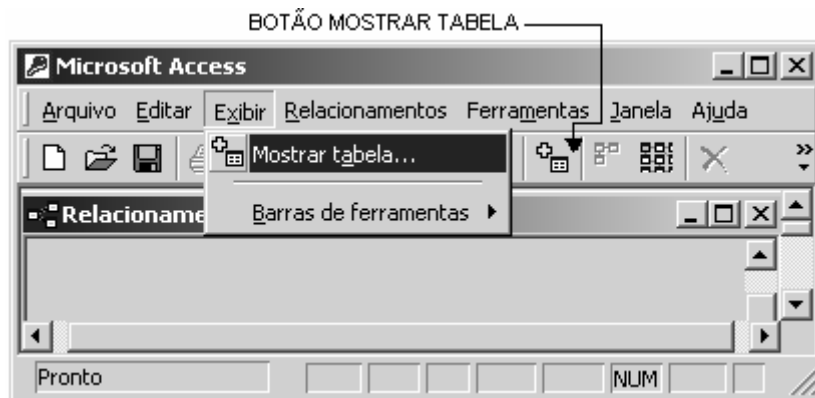 BOTÃO MOSTRAR TABELA
Microsoft Access
Arquivo Editar Exibir Relacionamentos Ferramentas Janela Ajuda
Mostrar tabela...
Relacioname
Barras de ferramentas
Pronto NUM